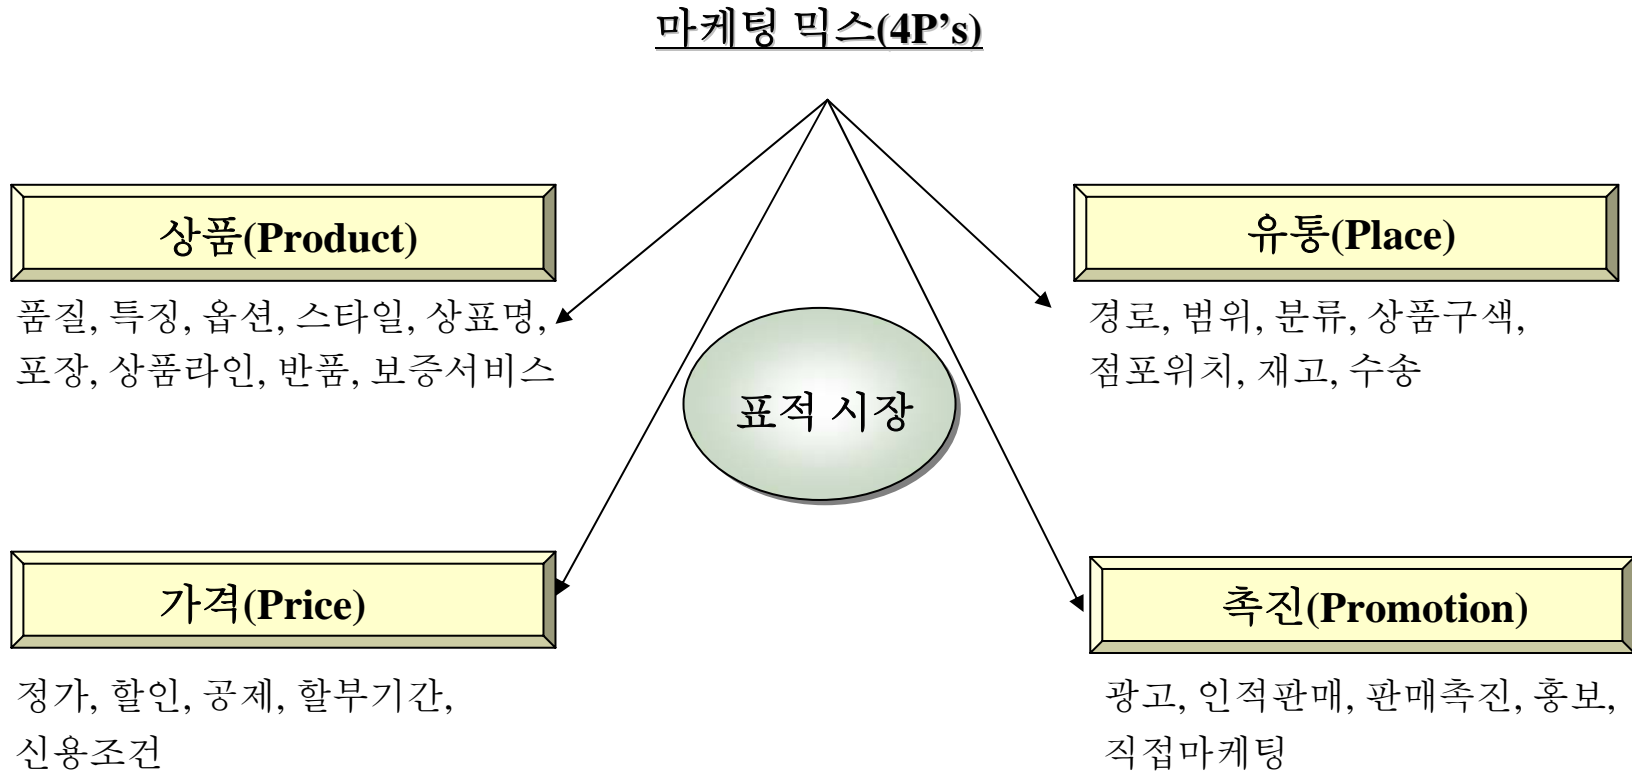 마케팅 믹스(4P’s)
상품(Product)
품질, 특징, 옵션, 스타일, 상표명,
포장, 상품라인, 반품, 보증서비스
유통(Place)
경로, 범위, 분류, 상품구색,
점포위치, 재고, 수송
표적 시장
가격(Price)
정가, 할인, 공제, 할부기간,
신용조건
촉진(Promotion)
광고, 인적판매, 판매촉진, 홍보,
직접마케팅